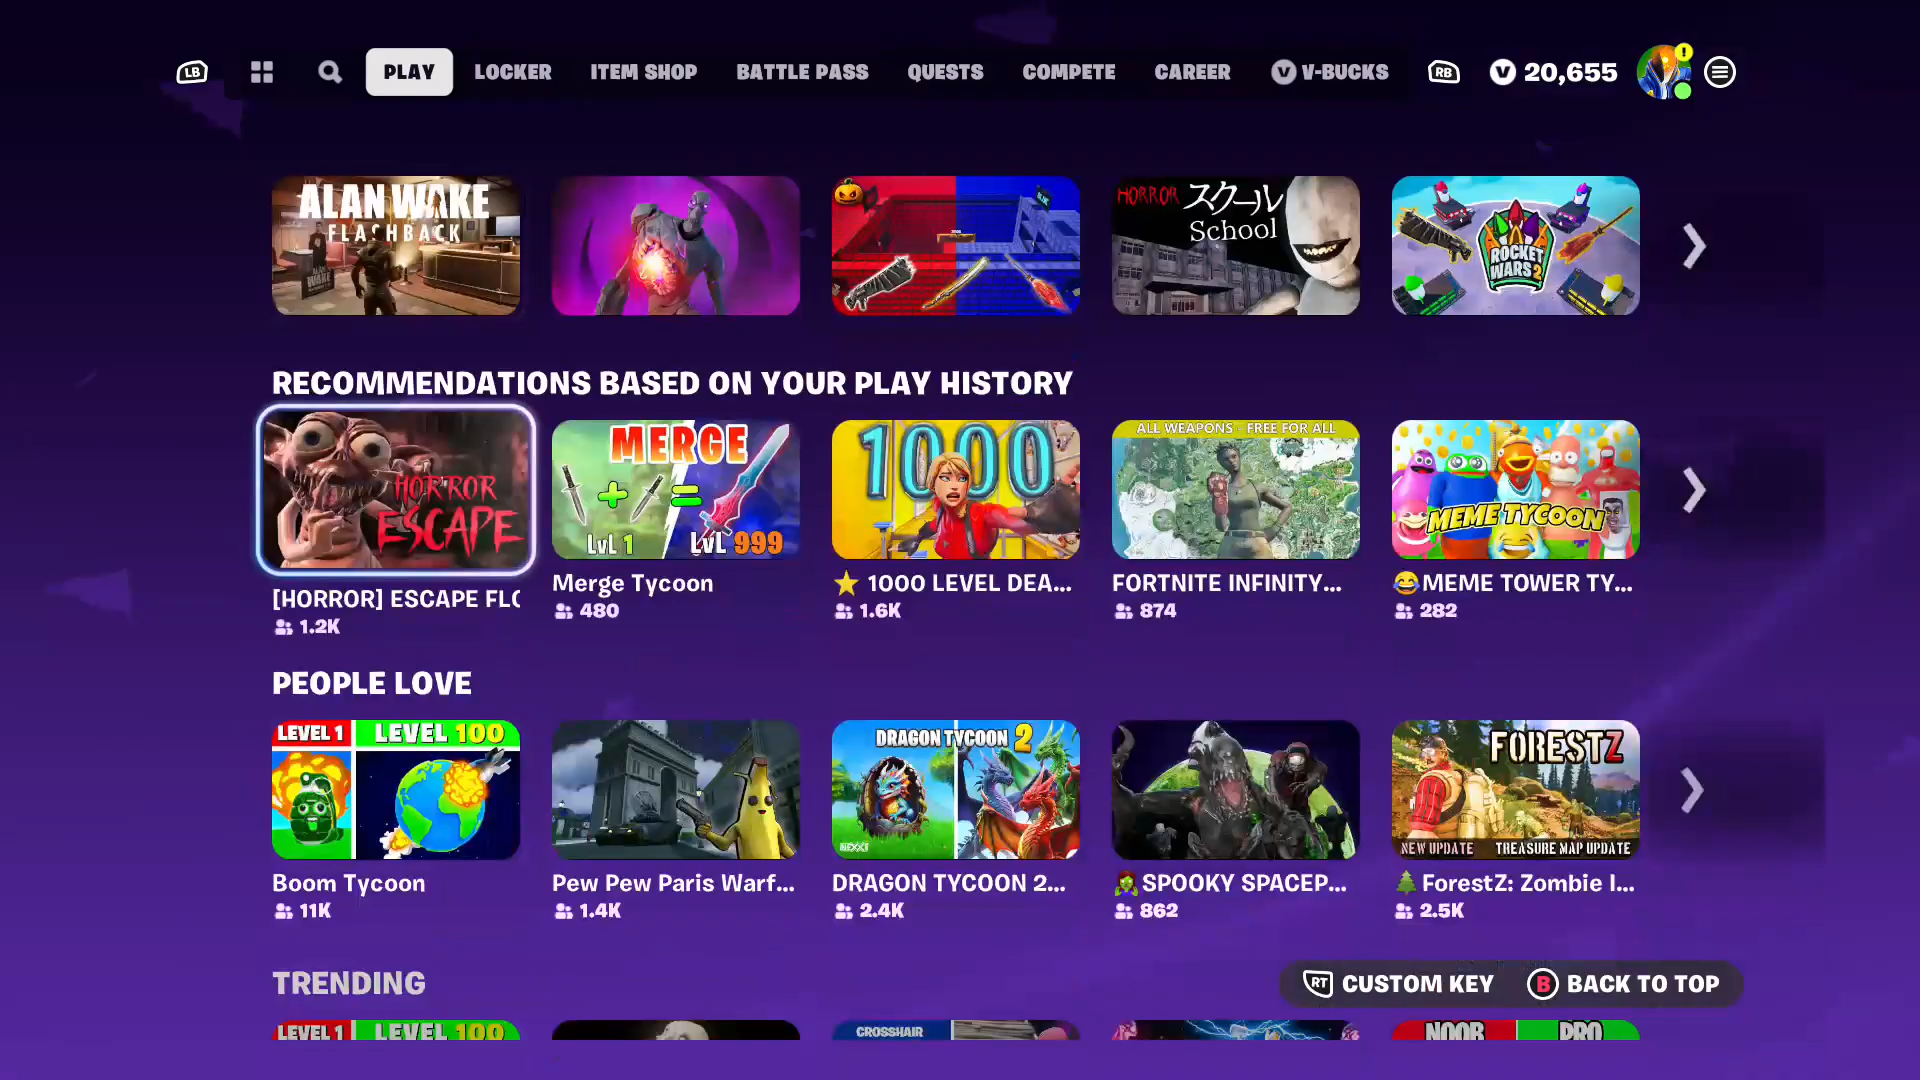 LB
PLAY
LOCKER
ITEM SHOP
BATTLE PASS
QUESTS
COMPETE
CAREER
V V-BUCKS
RB
V 20,655
!
ALAN WAKE
FLASHBACK
HORROR スクール
School
ROCKET
WARS 2
RECOMMENDATIONS BASED ON YOUR PLAY HISTORY
HORROR
ESCAPE
MERGE
+ =
LvL 1
LvL 999
1000
ALL WEAPONS - FREE FOR ALL
MEME TYCOON
[HORROR] ESCAPE FLO
1.2K
Merge Tycoon
480
⭐ 1000 LEVEL DEA...
1.6K
FORTNITE INFINITY...
874
😂MEME TOWER TY...
282
PEOPLE LOVE
LEVEL 1
LEVEL 100
DRAGON TYCOON 2
NEXXT
FORESTZ
NEW UPDATE
TREASURE MAP UPDATE
Boom Tycoon
11K
Pew Pew Paris Warf...
1.4K
DRAGON TYCOON 2...
2.4K
🧟‍♀️SPOOKY SPACEP...
862
🌲ForestZ: Zombie I...
2.5K
TRENDING
RT CUSTOM KEY
B BACK TO TOP
LEVEL 1
LEVEL 100
CROSSHAIR
NOOB
PRO